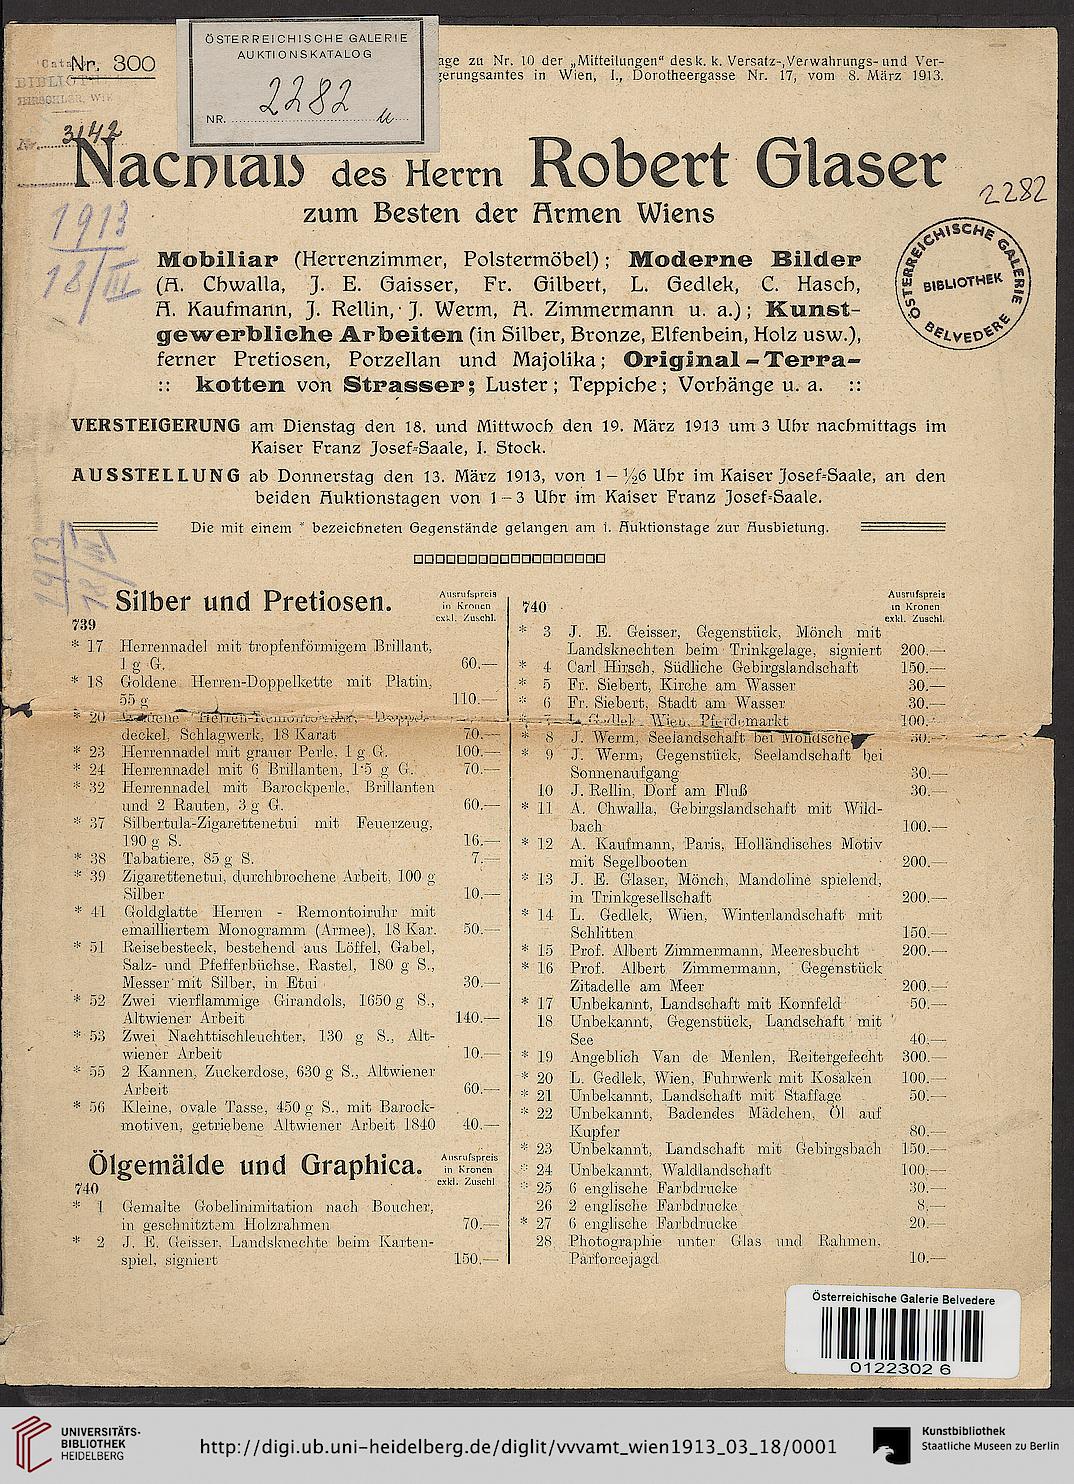 Nr. 300
ÖSTERREICHISCHE GALERIE
AUKTIONSKATALOG
2282
NR.
zu Nr. 10 der „Mitteilungen" des k. k. Versatz-, Verwahrungs- und Ver-
gerungsamtes in Wien, I., Dorotheergasse Nr. 17, vom 8. März 1913.
3142
Nachlaß des Herrn Robert Glaser
2282
zum Besten der Armen Wiens
1913
18/III
ÖSTERREICHISCHE GALERIE
BIBLIOTHEK
BELVEDERE
Mobiliar (Herrenzimmer, Polstermöbel); Moderne Bilder
(A. Chwalla, J. E. Gaisser, Fr. Gilbert, L. Gedlek, C. Hasch,
A. Kaufmann, J. Rellin, J. Werm, A. Zimmermann u. a.); Kunst-
gewerbliche Arbeiten (in Silber, Bronze, Elfenbein, Holz usw.),
ferner Pretiosen, Porzellan und Majolika; Original-Terra-
:: kotten von Strasser; Luster; Teppiche; Vorhänge u. a. ::
VERSTEIGERUNG am Dienstag den 18. und Mittwoch den 19. März 1913 um 3 Uhr nachmittags im
Kaiser Franz Josef-Saale, I. Stock.
AUSSTELLUNG ab Donnerstag den 13. März 1913, von 1–½6 Uhr im Kaiser Josef-Saale, an den
beiden Auktionstagen von 1–3 Uhr im Kaiser Franz Josef-Saale.
Die mit einem * bezeichneten Gegenstände gelangen am 1. Auktionstage zur Ausbietung.
1913
18/III
Silber und Pretiosen.
Ausrufspreis
in Kronen
exkl. Zuschl.
739
* 17 Herrennadel mit tropfenförmigem Brillant,
1 g G. 60.—
* 18 Goldene Herren-Doppelkette mit Platin,
55 g 110.—
* 20 Herren-Remontoiruhr, Doppel-
deckel, Schlagwerk, 18 Karat 70.—
* 23 Herrennadel mit grauer Perle, 1 g G. 100.—
* 24 Herrennadel mit 6 Brillanten, 1·5 g G. 70.—
* 32 Herrennadel mit Barockperle, Brillanten
und 2 Rauten, 3 g G. 60.—
* 37 Silbertula-Zigarettenetui mit Feuerzeug,
190 g S. 16.—
* 38 Tabatiere, 85 g S. 7.—
* 39 Zigarettenetui, durchbrochene Arbeit, 100 g
Silber 10.—
* 41 Goldglatte Herren - Remontoiruhr mit
emailliertem Monogramm (Armee), 18 Kar. 50.—
* 51 Reisebesteck, bestehend aus Löffel, Gabel,
Salz- und Pfefferbüchse, Rastel, 180 g S.,
Messer mit Silber, in Etui 30.—
* 52 Zwei vierflammige Girandols, 1650 g S.,
Altwiener Arbeit 140.—
* 53 Zwei Nachttischleuchter, 130 g S., Alt-
wiener Arbeit 10.—
* 55 2 Kannen, Zuckerdose, 630 g S., Altwiener
Arbeit 60.—
* 56 Kleine, ovale Tasse, 450 g S., mit Barock-
motiven, getriebene Altwiener Arbeit 1840 40.—
Ölgemälde und Graphica.
Ausrufspreis
in Kronen
exkl. Zuschl
740
* 1 Gemalte Gobelinimitation nach Boucher,
in geschnitztem Holzrahmen 70.—
* 2 J. E. Geisser, Landsknechte beim Karten-
spiel, signiert 150.—
740
Ausrufspreis
in Kronen
exkl. Zuschl.
* 3 J. E. Geisser, Gegenstück, Mönch mit
Landsknechten beim Trinkgelage, signiert 200.—
* 4 Carl Hirsch, Südliche Gebirgslandschaft 150.—
* 5 Fr. Siebert, Kirche am Wasser 30.—
* 6 Fr. Siebert, Stadt am Wasser 30.—
* 7 L. Gedlek, Wien, Pferdemarkt 100.—
* 8 J. Werm, Seelandschaft bei Mondschein 30.—
* 9 J. Werm, Gegenstück, Seelandschaft bei
Sonnenaufgang 30.—
10 J. Rellin, Dorf am Fluß 30.—
* 11 A. Chwalla, Gebirgslandschaft mit Wild-
bach 100.—
* 12 A. Kaufmann, Paris, Holländisches Motiv
mit Segelbooten 200.—
* 13 J. E. Glaser, Mönch, Mandoline spielend,
in Trinkgesellschaft 200.—
* 14 L. Gedlek, Wien, Winterlandschaft mit
Schlitten 150.—
* 15 Prof. Albert Zimmermann, Meeresbucht 200.—
* 16 Prof. Albert Zimmermann, Gegenstück
Zitadelle am Meer 200.—
* 17 Unbekannt, Landschaft mit Kornfeld 50.—
18 Unbekannt, Gegenstück, Landschaft mit
See 40.—
* 19 Angeblich Van de Menlen, Reitergefecht 300.—
* 20 L. Gedlek, Wien, Fuhrwerk mit Kosaken 100.—
* 21 Unbekannt, Landschaft mit Staffage 50.—
* 22 Unbekannt, Badendes Mädchen, Öl auf
Kupfer 80.—
* 23 Unbekannt, Landschaft mit Gebirgsbach 150.—
* 24 Unbekannt, Waldlandschaft 100.—
* 25 6 englische Farbdrucke 30.—
26 2 englische Farbdrucke 8.—
* 27 6 englische Farbdrucke 20.—
28 Photographie unter Glas und Rahmen,
Parforcejagd 10.—
Österreichische Galerie Belvedere
0122302 6
UNIVERSITÄTS-
BIBLIOTHEK
HEIDELBERG
http://digi.ub.uni-heidelberg.de/diglit/vvvamt_wien1913_03_18/0001
Kunstbibliothek
Staatliche Museen zu Berlin